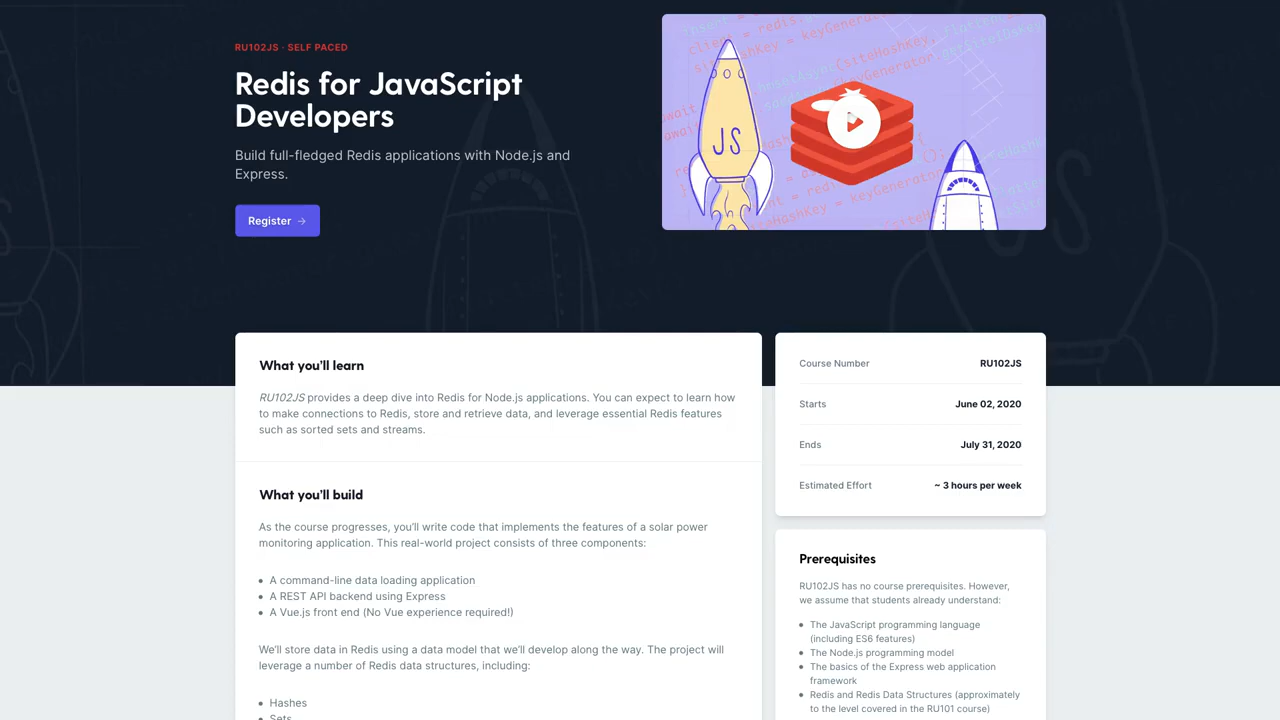 RU102JS · SELF PACED
Redis for JavaScript
Developers
Build full-fledged Redis applications with Node.js and
Express.
Register →
JS
What you'll learn
RU102JS provides a deep dive into Redis for Node.js applications. You can expect to learn how
to make connections to Redis, store and retrieve data, and leverage essential Redis features
such as sorted sets and streams.
What you'll build
As the course progresses, you'll write code that implements the features of a solar power
monitoring application. This real-world project consists of three components:
• A command-line data loading application
• A REST API backend using Express
• A Vue.js front end (No Vue experience required!)
We'll store data in Redis using a data model that we'll develop along the way. The project will
leverage a number of Redis data structures, including:
• Hashes
• Sets
Course Number RU102JS
Starts June 02, 2020
Ends July 31, 2020
Estimated Effort ~ 3 hours per week
Prerequisites
RU102JS has no course prerequisites. However,
we assume that students already understand:
• The JavaScript programming language
(including ES6 features)
• The Node.js programming model
• The basics of the Express web application
framework
• Redis and Redis Data Structures (approximately
to the level covered in the RU101 course)